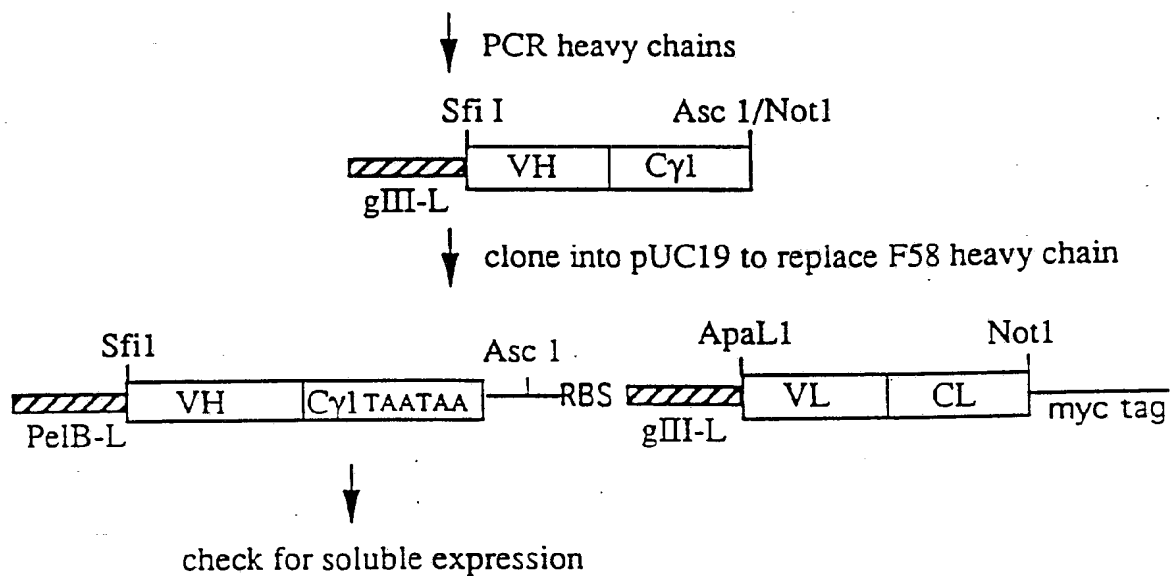 PCR heavy chains
Sfi I Asc 1/Not1
VH Cγ1
gIII-L
clone into pUC19 to replace F58 heavy chain
Sfi1 Asc 1 ApaL1 Not1
VH Cγ1 TAATAA RBS VL CL
PelB-L gIII-L myc tag
check for soluble expression